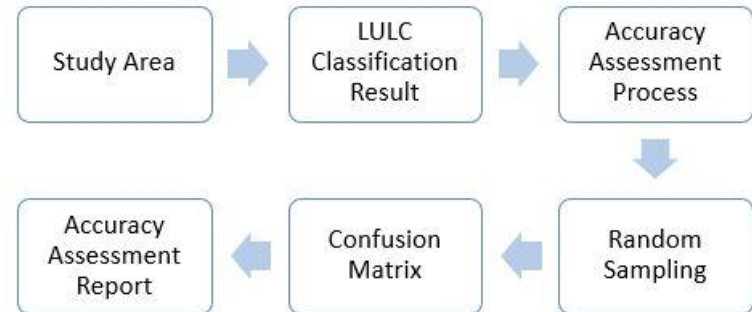 Study Area
LULC
Classification
Result
Accuracy
Assessment
Process
Random
Sampling
Confusion
Matrix
Accuracy
Assessment
Report